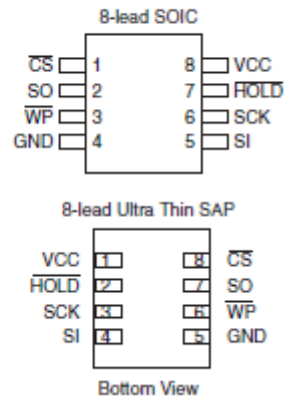 8-lead SOIC
CS 1 8 VCC
SO 2 7 HOLD
WP 3 6 SCK
GND 4 5 SI
8-lead Ultra Thin SAP
VCC 1 8 CS
HOLD 2 7 SO
SCK 3 6 WP
SI 4 5 GND
Bottom View